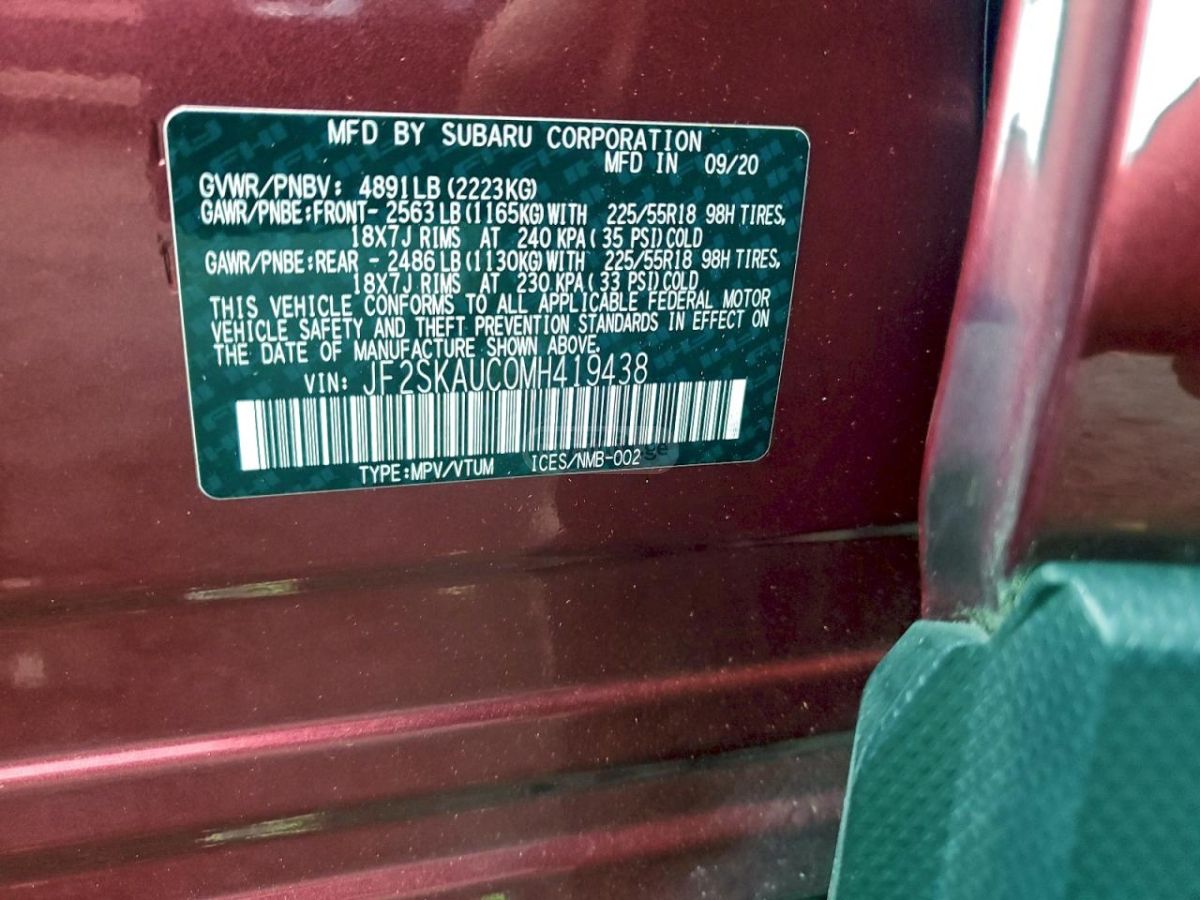 MFD BY SUBARU CORPORATION
MFD IN 09/20
GVWR/PNBV: 4891LB(2223KG)
GAWR/PNBE:FRONT- 2563LB(1165KG)WITH 225/55R18 98H TIRES,
18X7J RIMS AT 240 KPA( 35 PSI)COLD
GAWR/PNBE:REAR - 2486LB(1130KG)WITH 225/55R18 98H TIRES,
18X7J RIMS AT 230 KPA( 33 PSI)COLD
THIS VEHICLE CONFORMS TO ALL APPLICABLE FEDERAL MOTOR
VEHICLE SAFETY AND THEFT PREVENTION STANDARDS IN EFFECT ON
THE DATE OF MANUFACTURE SHOWN ABOVE.
VIN: JF2SKAUC0MH419438
TYPE:MPV/VTUM ICES/NMB-002